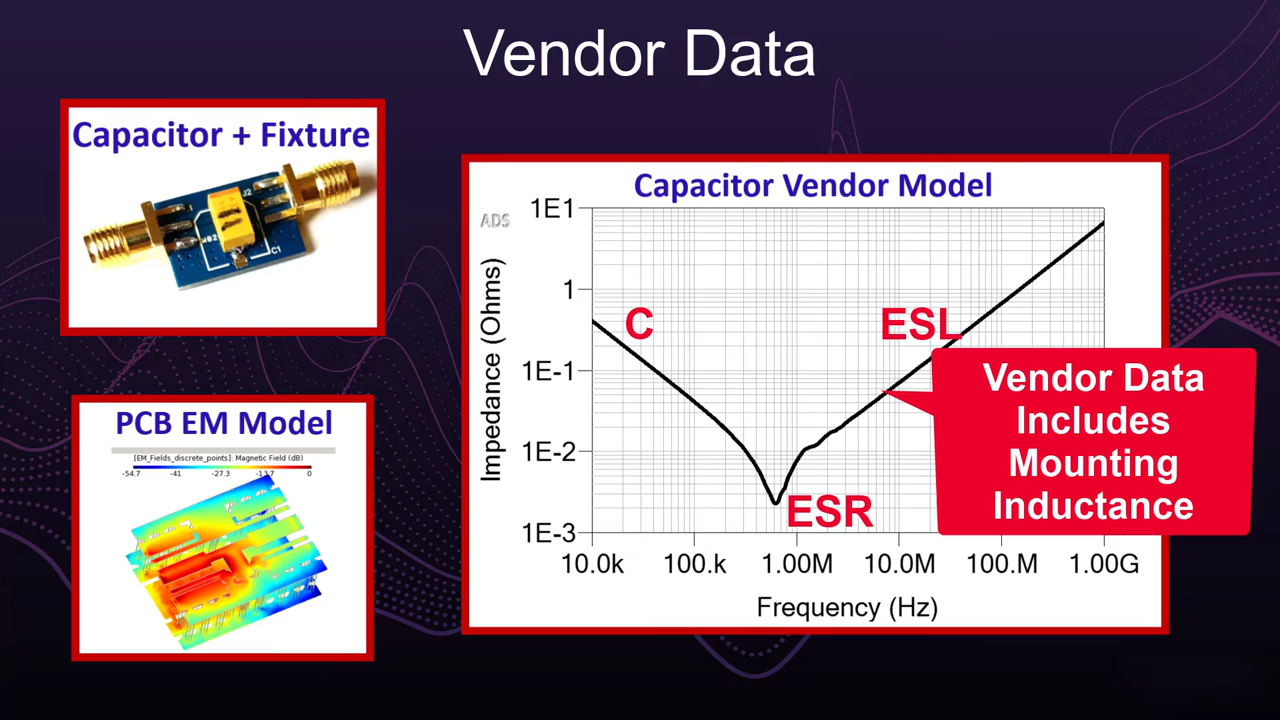 Vendor Data
Capacitor + Fixture
J2
C1
PCB EM Model
[EM_Fields_discrete_points]: Magnetic Field (dB)
-54.7 -41 -27.3 -13.7 0
Capacitor Vendor Model
ADS
Impedance (Ohms)
1E1
1
1E-1
1E-2
1E-3
C
ESL
ESR
Vendor Data
Includes
Mounting
Inductance
10.0k 100.k 1.00M 10.0M 100.M 1.00G
Frequency (Hz)